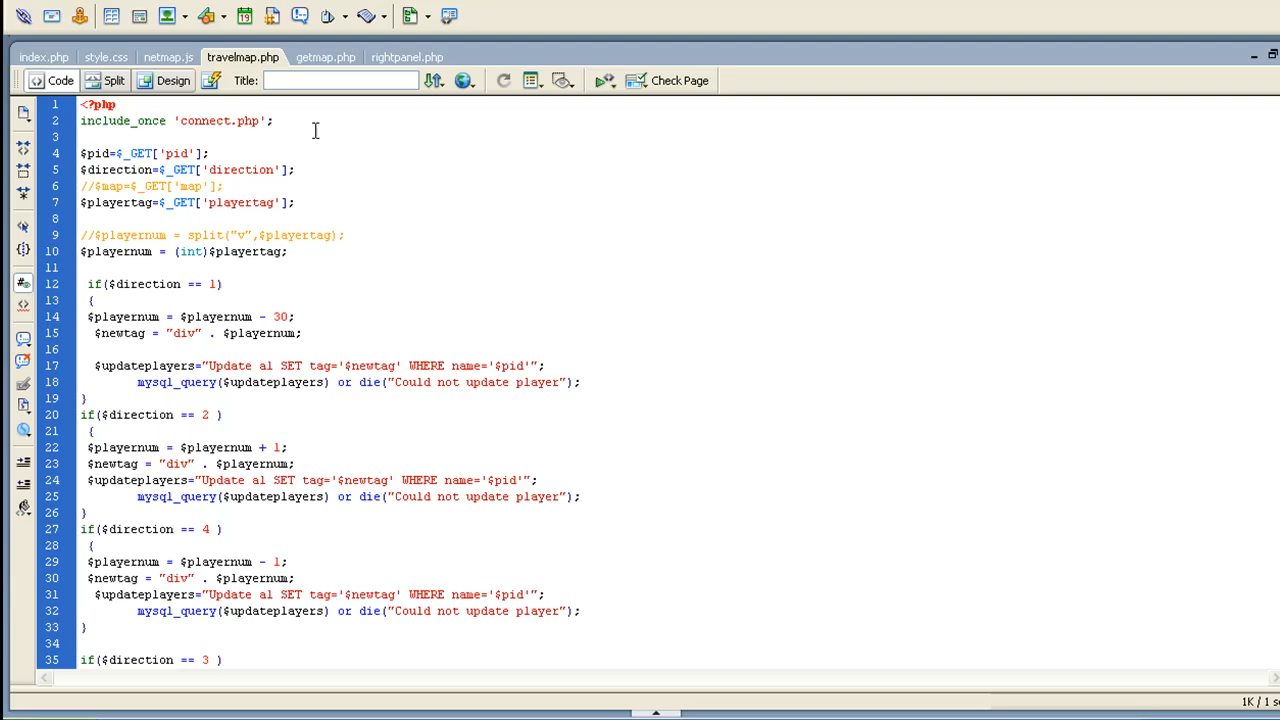 19
index.php style.css netmap.js travelmap.php getmap.php rightpanel.php
Code Split Design Title: Check Page
1 <?php
2 include_once 'connect.php';
3
4 $pid=$_GET['pid'];
5 $direction=$_GET['direction'];
6 //$map=$_GET['map'];
7 $playertag=$_GET['playertag'];
8
9 //$playernum = split("v",$playertag);
10 $playernum = (int)$playertag;
11
12 if($direction == 1)
13 {
14 $playernum = $playernum - 30;
15 $newtag = "div" . $playernum;
16
17 $updateplayers="Update al SET tag='$newtag' WHERE name='$pid'";
18 mysql_query($updateplayers) or die("Could not update player");
19 }
20 if($direction == 2 )
21 {
22 $playernum = $playernum + 1;
23 $newtag = "div" . $playernum;
24 $updateplayers="Update al SET tag='$newtag' WHERE name='$pid'";
25 mysql_query($updateplayers) or die("Could not update player");
26 }
27 if($direction == 4 )
28 {
29 $playernum = $playernum - 1;
30 $newtag = "div" . $playernum;
31 $updateplayers="Update al SET tag='$newtag' WHERE name='$pid'";
32 mysql_query($updateplayers) or die("Could not update player");
33 }
34
35 if($direction == 3 )
1K / 1 s